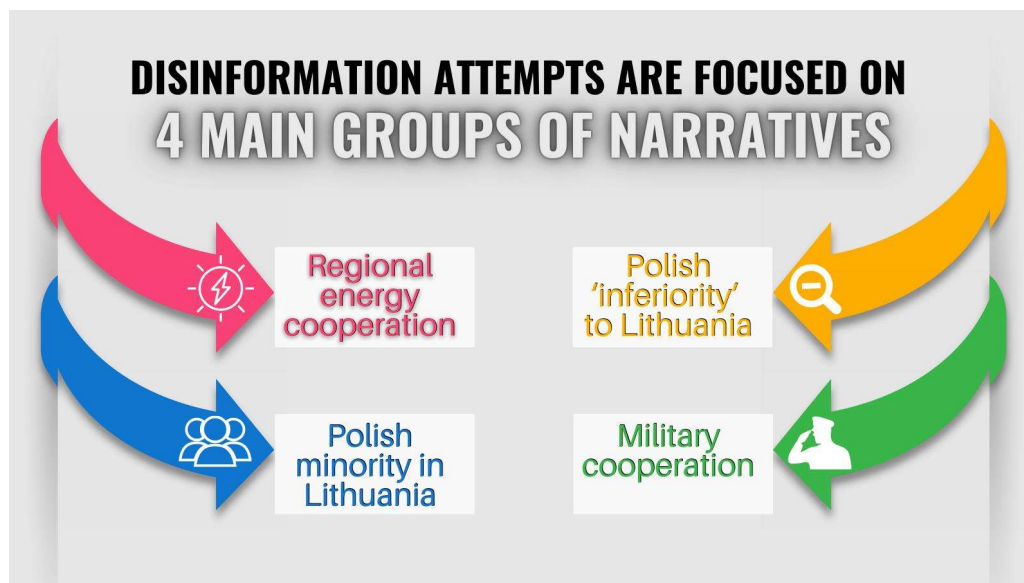 DISINFORMATION ATTEMPTS ARE FOCUSED ON
4 MAIN GROUPS OF NARRATIVES
Regional
energy
cooperation
Polish
‘inferiority’
to Lithuania
Polish
minority in
Lithuania
Military
cooperation